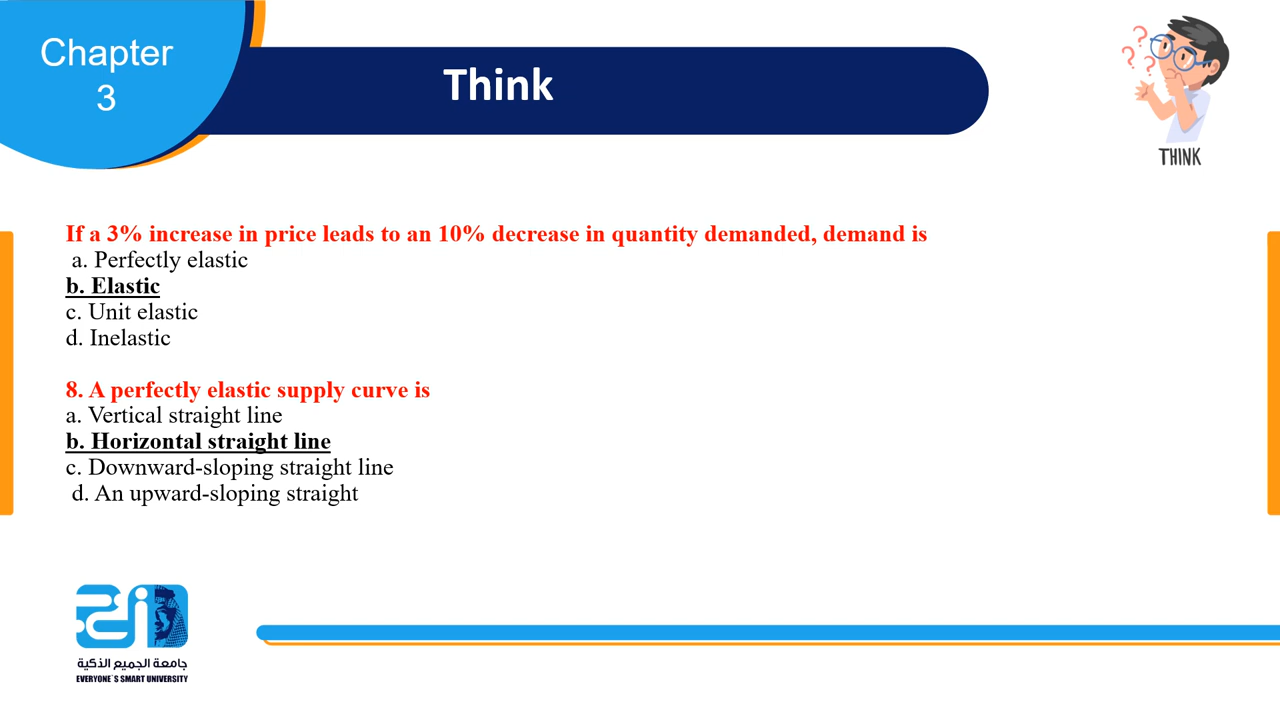 Chapter
3
Think
THINK
If a 3% increase in price leads to an 10% decrease in quantity demanded, demand is
a. Perfectly elastic
b. Elastic
c. Unit elastic
d. Inelastic
8. A perfectly elastic supply curve is
a. Vertical straight line
b. Horizontal straight line
c. Downward-sloping straight line
d. An upward-sloping straight
جامعة الجميع الذكية
EVERYONE`S SMART UNIVERSITY